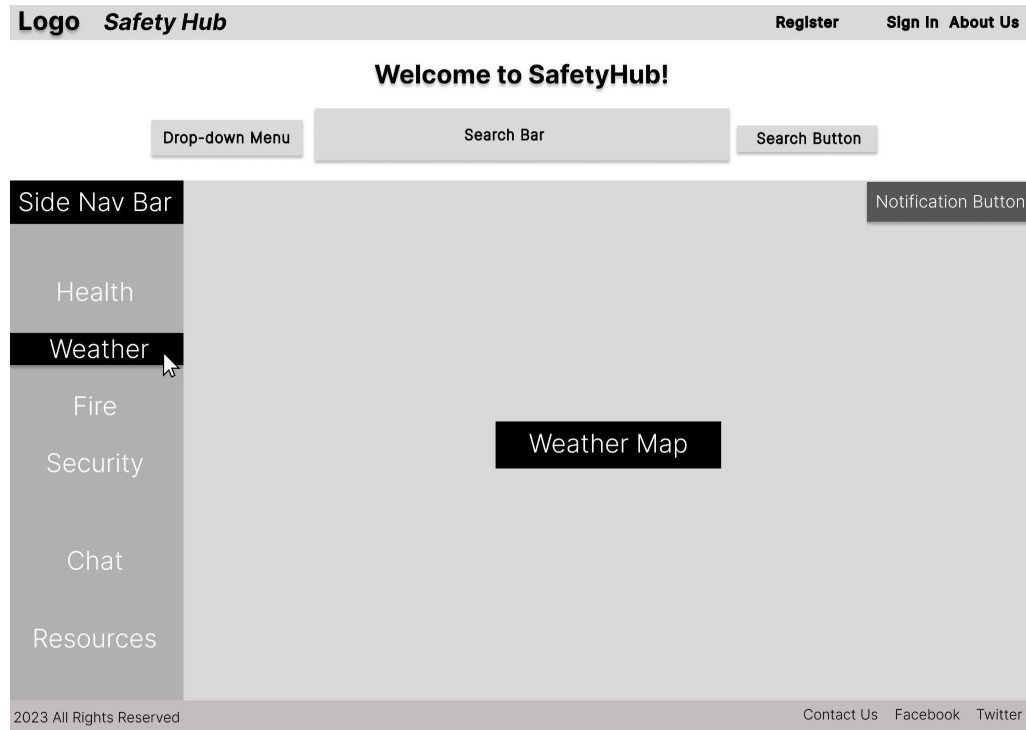 Logo Safety Hub Register Sign In About Us
Welcome to SafetyHub!
Drop-down Menu Search Bar Search Button
Side Nav Bar
Notification Button
Health
Weather
Fire
Security
Chat
Resources
Weather Map
2023 All Rights Reserved Contact Us Facebook Twitter